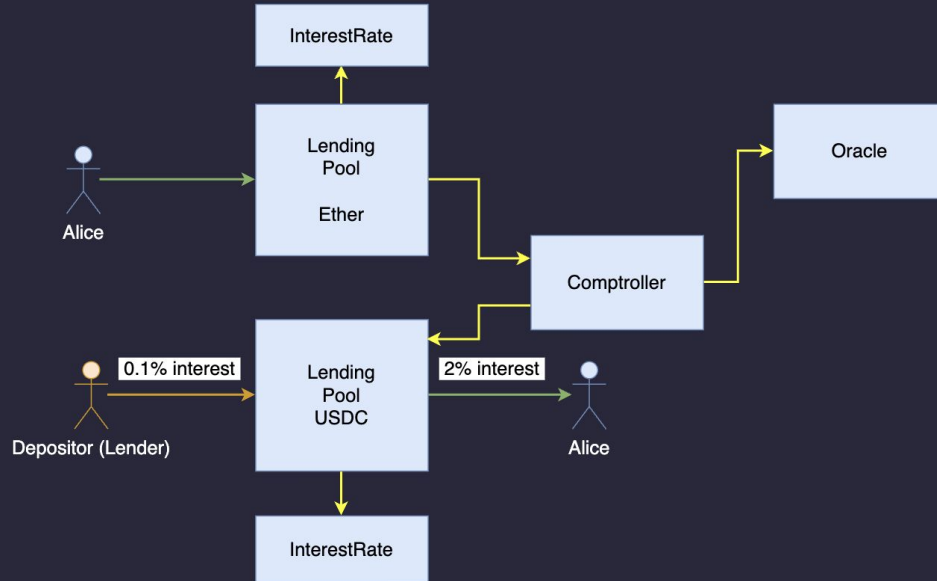 InterestRate
Lending
Pool
Ether
Oracle
Alice
Comptroller
0.1% interest
Lending
Pool
USDC
2% interest
Depositor (Lender)
Alice
InterestRate